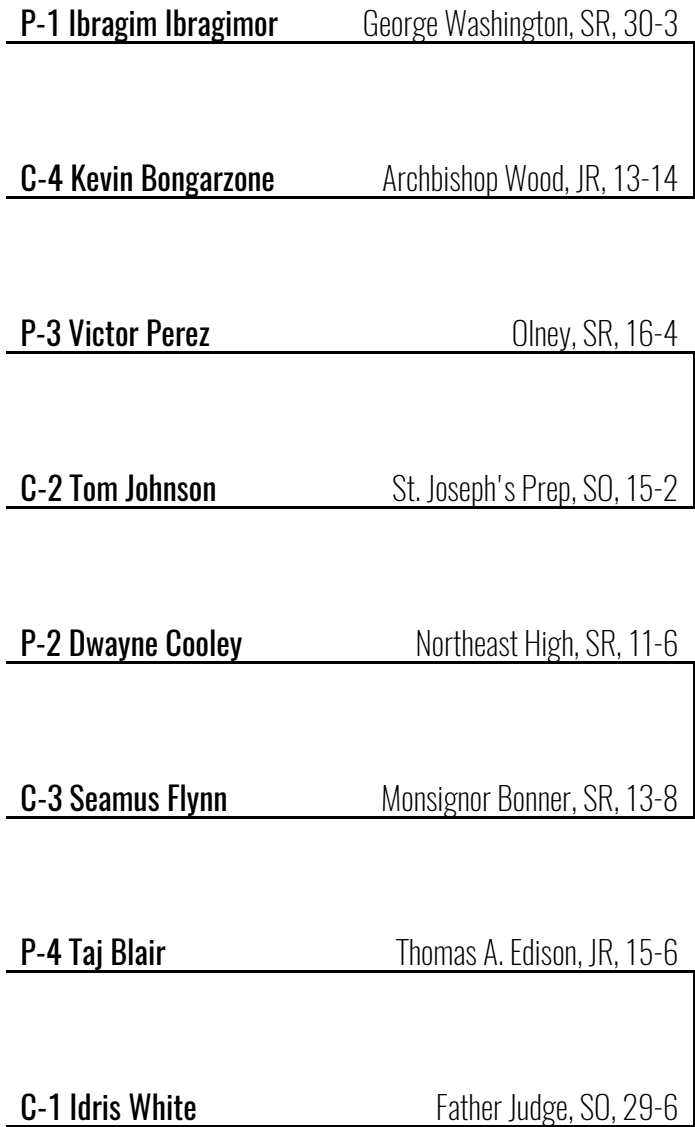 P-1 Ibragim Ibragimor George Washington, SR, 30-3
C-4 Kevin Bongarzone Archbishop Wood, JR, 13-14
P-3 Victor Perez Olney, SR, 16-4
C-2 Tom Johnson St. Joseph's Prep, SO, 15-2
P-2 Dwayne Cooley Northeast High, SR, 11-6
C-3 Seamus Flynn Monsignor Bonner, SR, 13-8
P-4 Taj Blair Thomas A. Edison, JR, 15-6
C-1 Idris White Father Judge, SO, 29-6